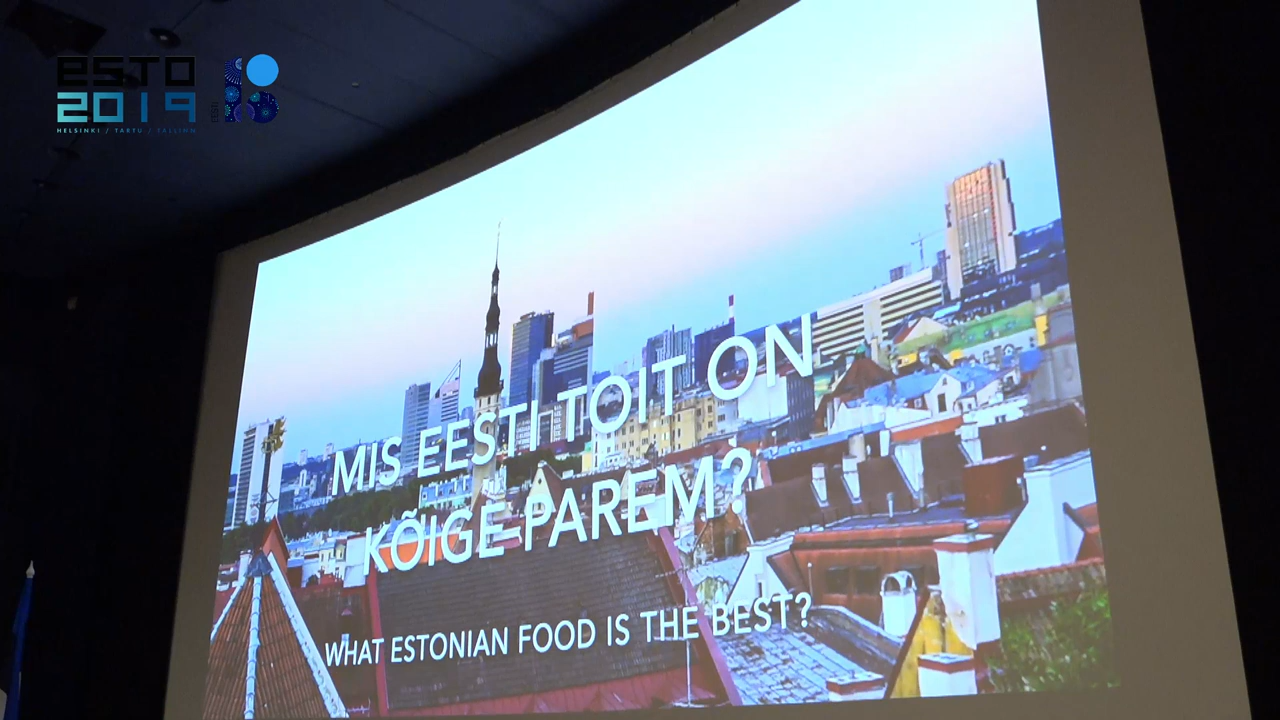 ESTO
2019
HELSINKI / TARTU / TALLINN
MIS EESTI TOIT ON
KÕIGE PAREM?
WHAT ESTONIAN FOOD IS THE BEST?